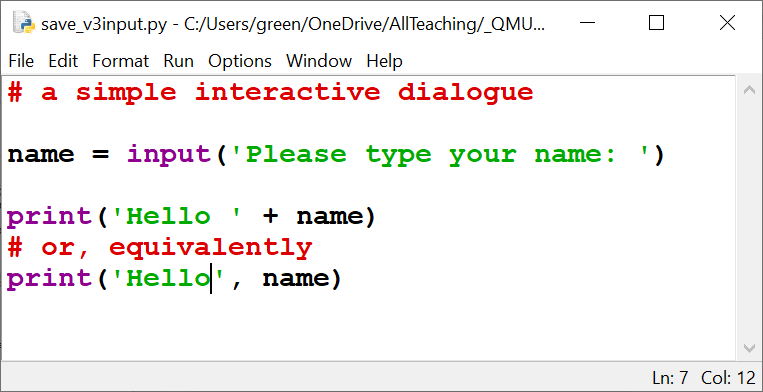 save_v3input.py - C:/Users/green/OneDrive/AllTeaching/_QMU...
File Edit Format Run Options Window Help
# a simple interactive dialogue
name = input('Please type your name: ')
print('Hello ' + name)
# or, equivalently
print('Hello', name)
Ln: 7 Col: 12